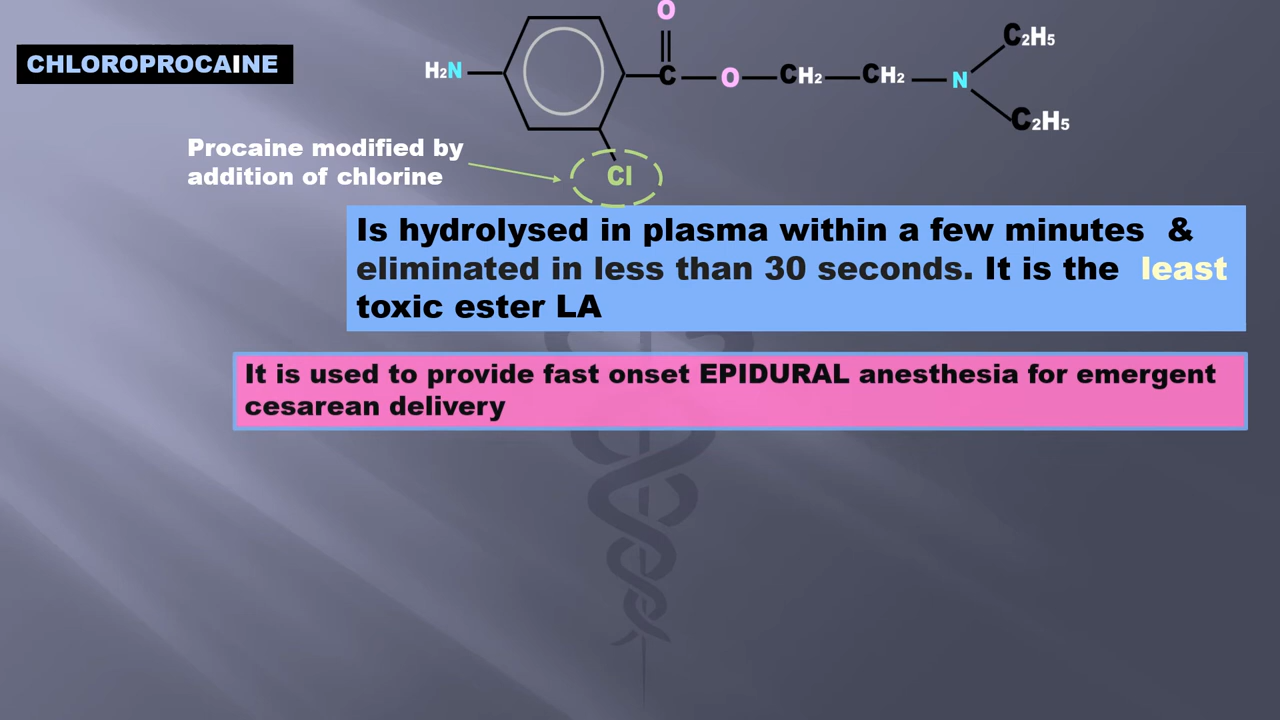 CHLOROPROCAINE
O
H₂N C O CH₂ CH₂ N C₂H₅
C₂H₅
Cl
Procaine modified by
addition of chlorine
Is hydrolysed in plasma within a few minutes &
eliminated in less than 30 seconds. It is the least
toxic ester LA
It is used to provide fast onset EPIDURAL anesthesia for emergent
cesarean delivery